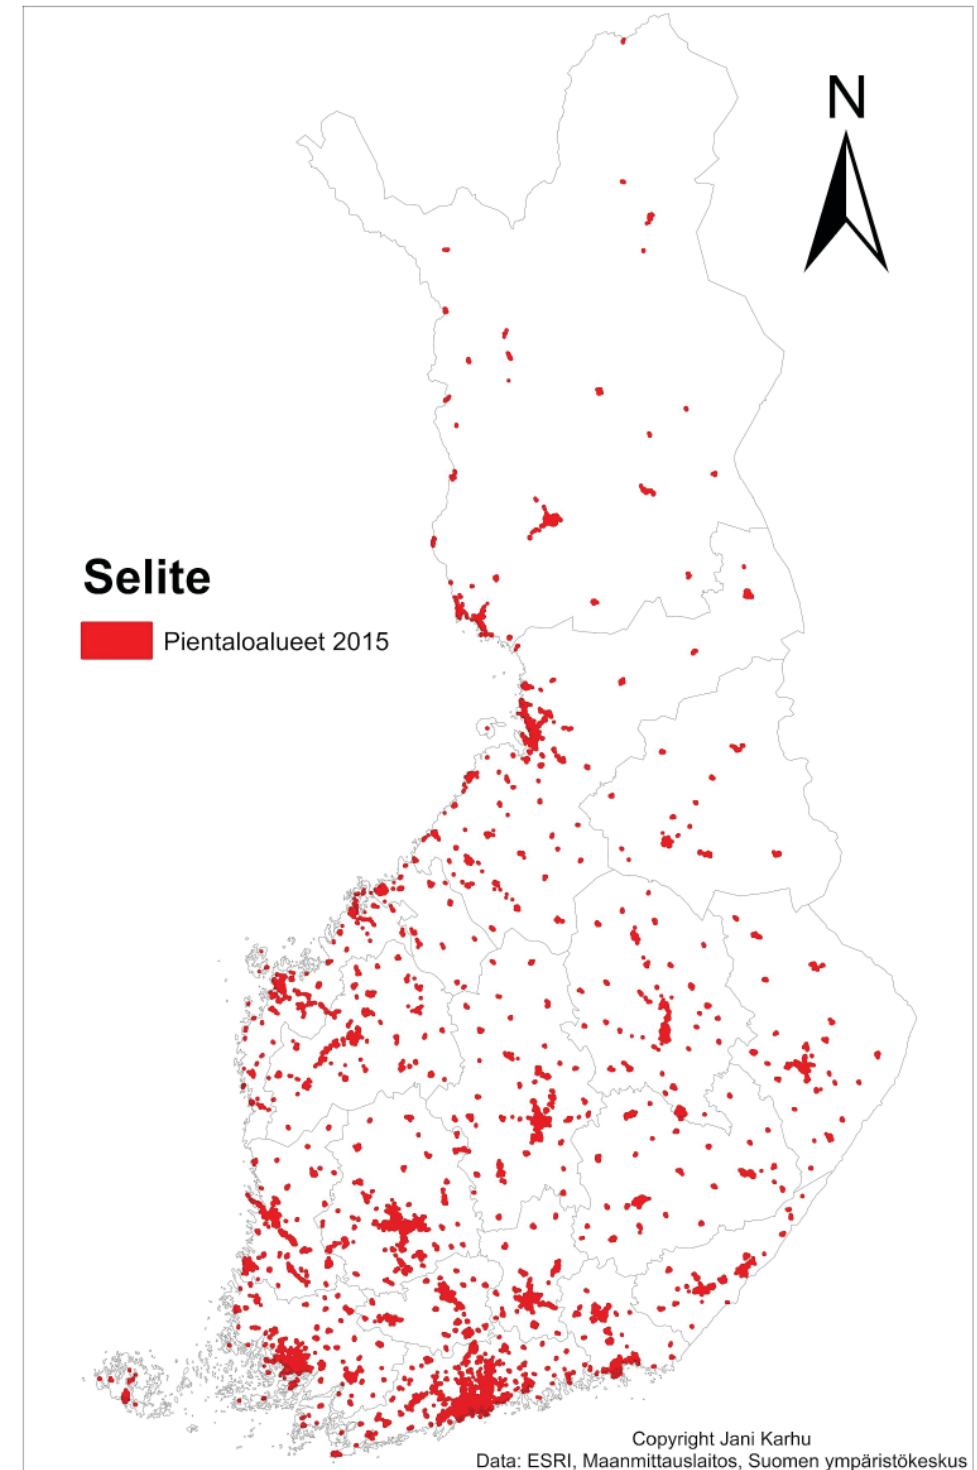 N
Selite
Pientaloalueet 2015
Copyright Jani Karhu
Data: ESRI, Maanmittauslaitos, Suomen ympäristökeskus